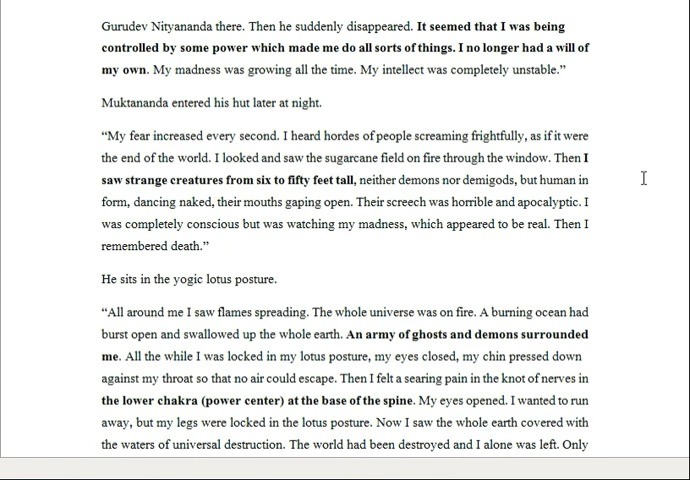 Gurudev Nityananda there. Then he suddenly disappeared. It seemed that I was being
controlled by some power which made me do all sorts of things. I no longer had a will of
my own. My madness was growing all the time. My intellect was completely unstable.”
Muktananda entered his hut later at night.
“My fear increased every second. I heard hordes of people screaming frightfully, as if it were
the end of the world. I looked and saw the sugarcane field on fire through the window. Then I
saw strange creatures from six to fifty feet tall, neither demons nor demigods, but human in
form, dancing naked, their mouths gaping open. Their screech was horrible and apocalyptic. I
was completely conscious but was watching my madness, which appeared to be real. Then I
remembered death.”
He sits in the yogic lotus posture.
“All around me I saw flames spreading. The whole universe was on fire. A burning ocean had
burst open and swallowed up the whole earth. An army of ghosts and demons surrounded
me. All the while I was locked in my lotus posture, my eyes closed, my chin pressed down
against my throat so that no air could escape. Then I felt a searing pain in the knot of nerves in
the lower chakra (power center) at the base of the spine. My eyes opened. I wanted to run
away, but my legs were locked in the lotus posture. Now I saw the whole earth covered with
the waters of universal destruction. The world had been destroyed and I alone was left. Only